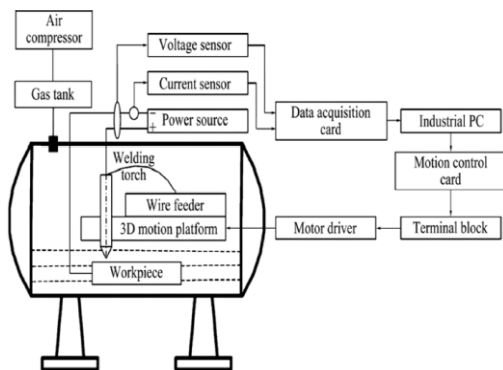 Air
compressor
Gas tank
Voltage sensor
Current sensor
−
+
Power source
Data acquisition
card
Industrial PC
Motion control
card
Terminal block
Motor driver
Welding
torch
Wire feeder
3D motion platform
Workpiece